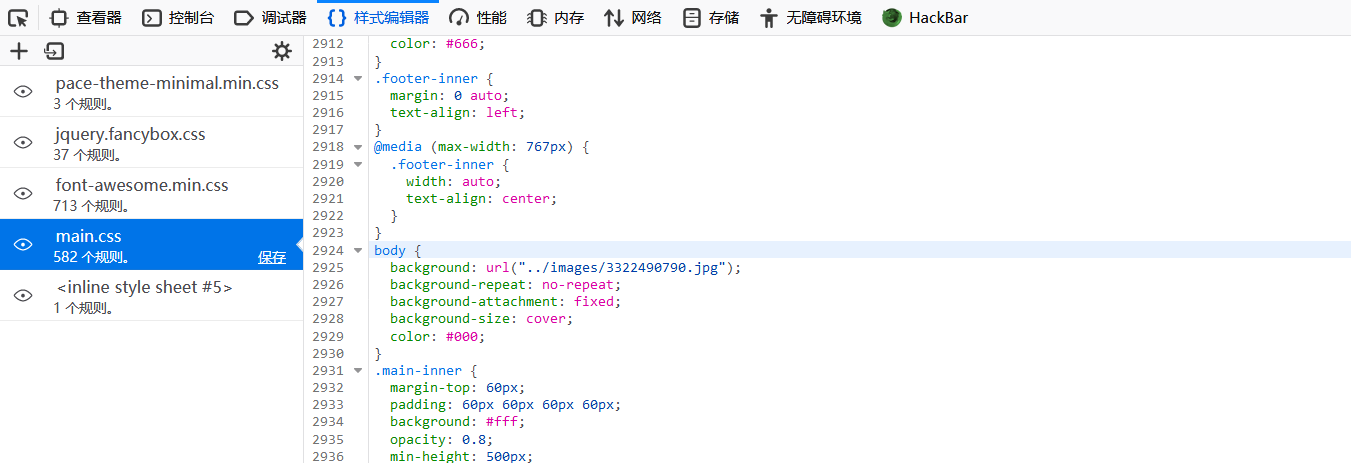 查看器 控制台 调试器 {} 样式编辑器 性能 内存 网络 存储 无障碍环境 HackBar
pace-theme-minimal.min.css
3 个规则。
jquery.fancybox.css
37 个规则。
font-awesome.min.css
713 个规则。
main.css
582 个规则。 保存
<inline style sheet #5>
1 个规则。
2912 color: #666;
2913 }
2914 .footer-inner {
2915 margin: 0 auto;
2916 text-align: left;
2917 }
2918 @media (max-width: 767px) {
2919 .footer-inner {
2920 width: auto;
2921 text-align: center;
2922 }
2923 }
2924 body {
2925 background: url("../images/3322490790.jpg");
2926 background-repeat: no-repeat;
2927 background-attachment: fixed;
2928 background-size: cover;
2929 color: #000;
2930 }
2931 .main-inner {
2932 margin-top: 60px;
2933 padding: 60px 60px 60px 60px;
2934 background: #fff;
2935 opacity: 0.8;
2936 min-height: 500px;